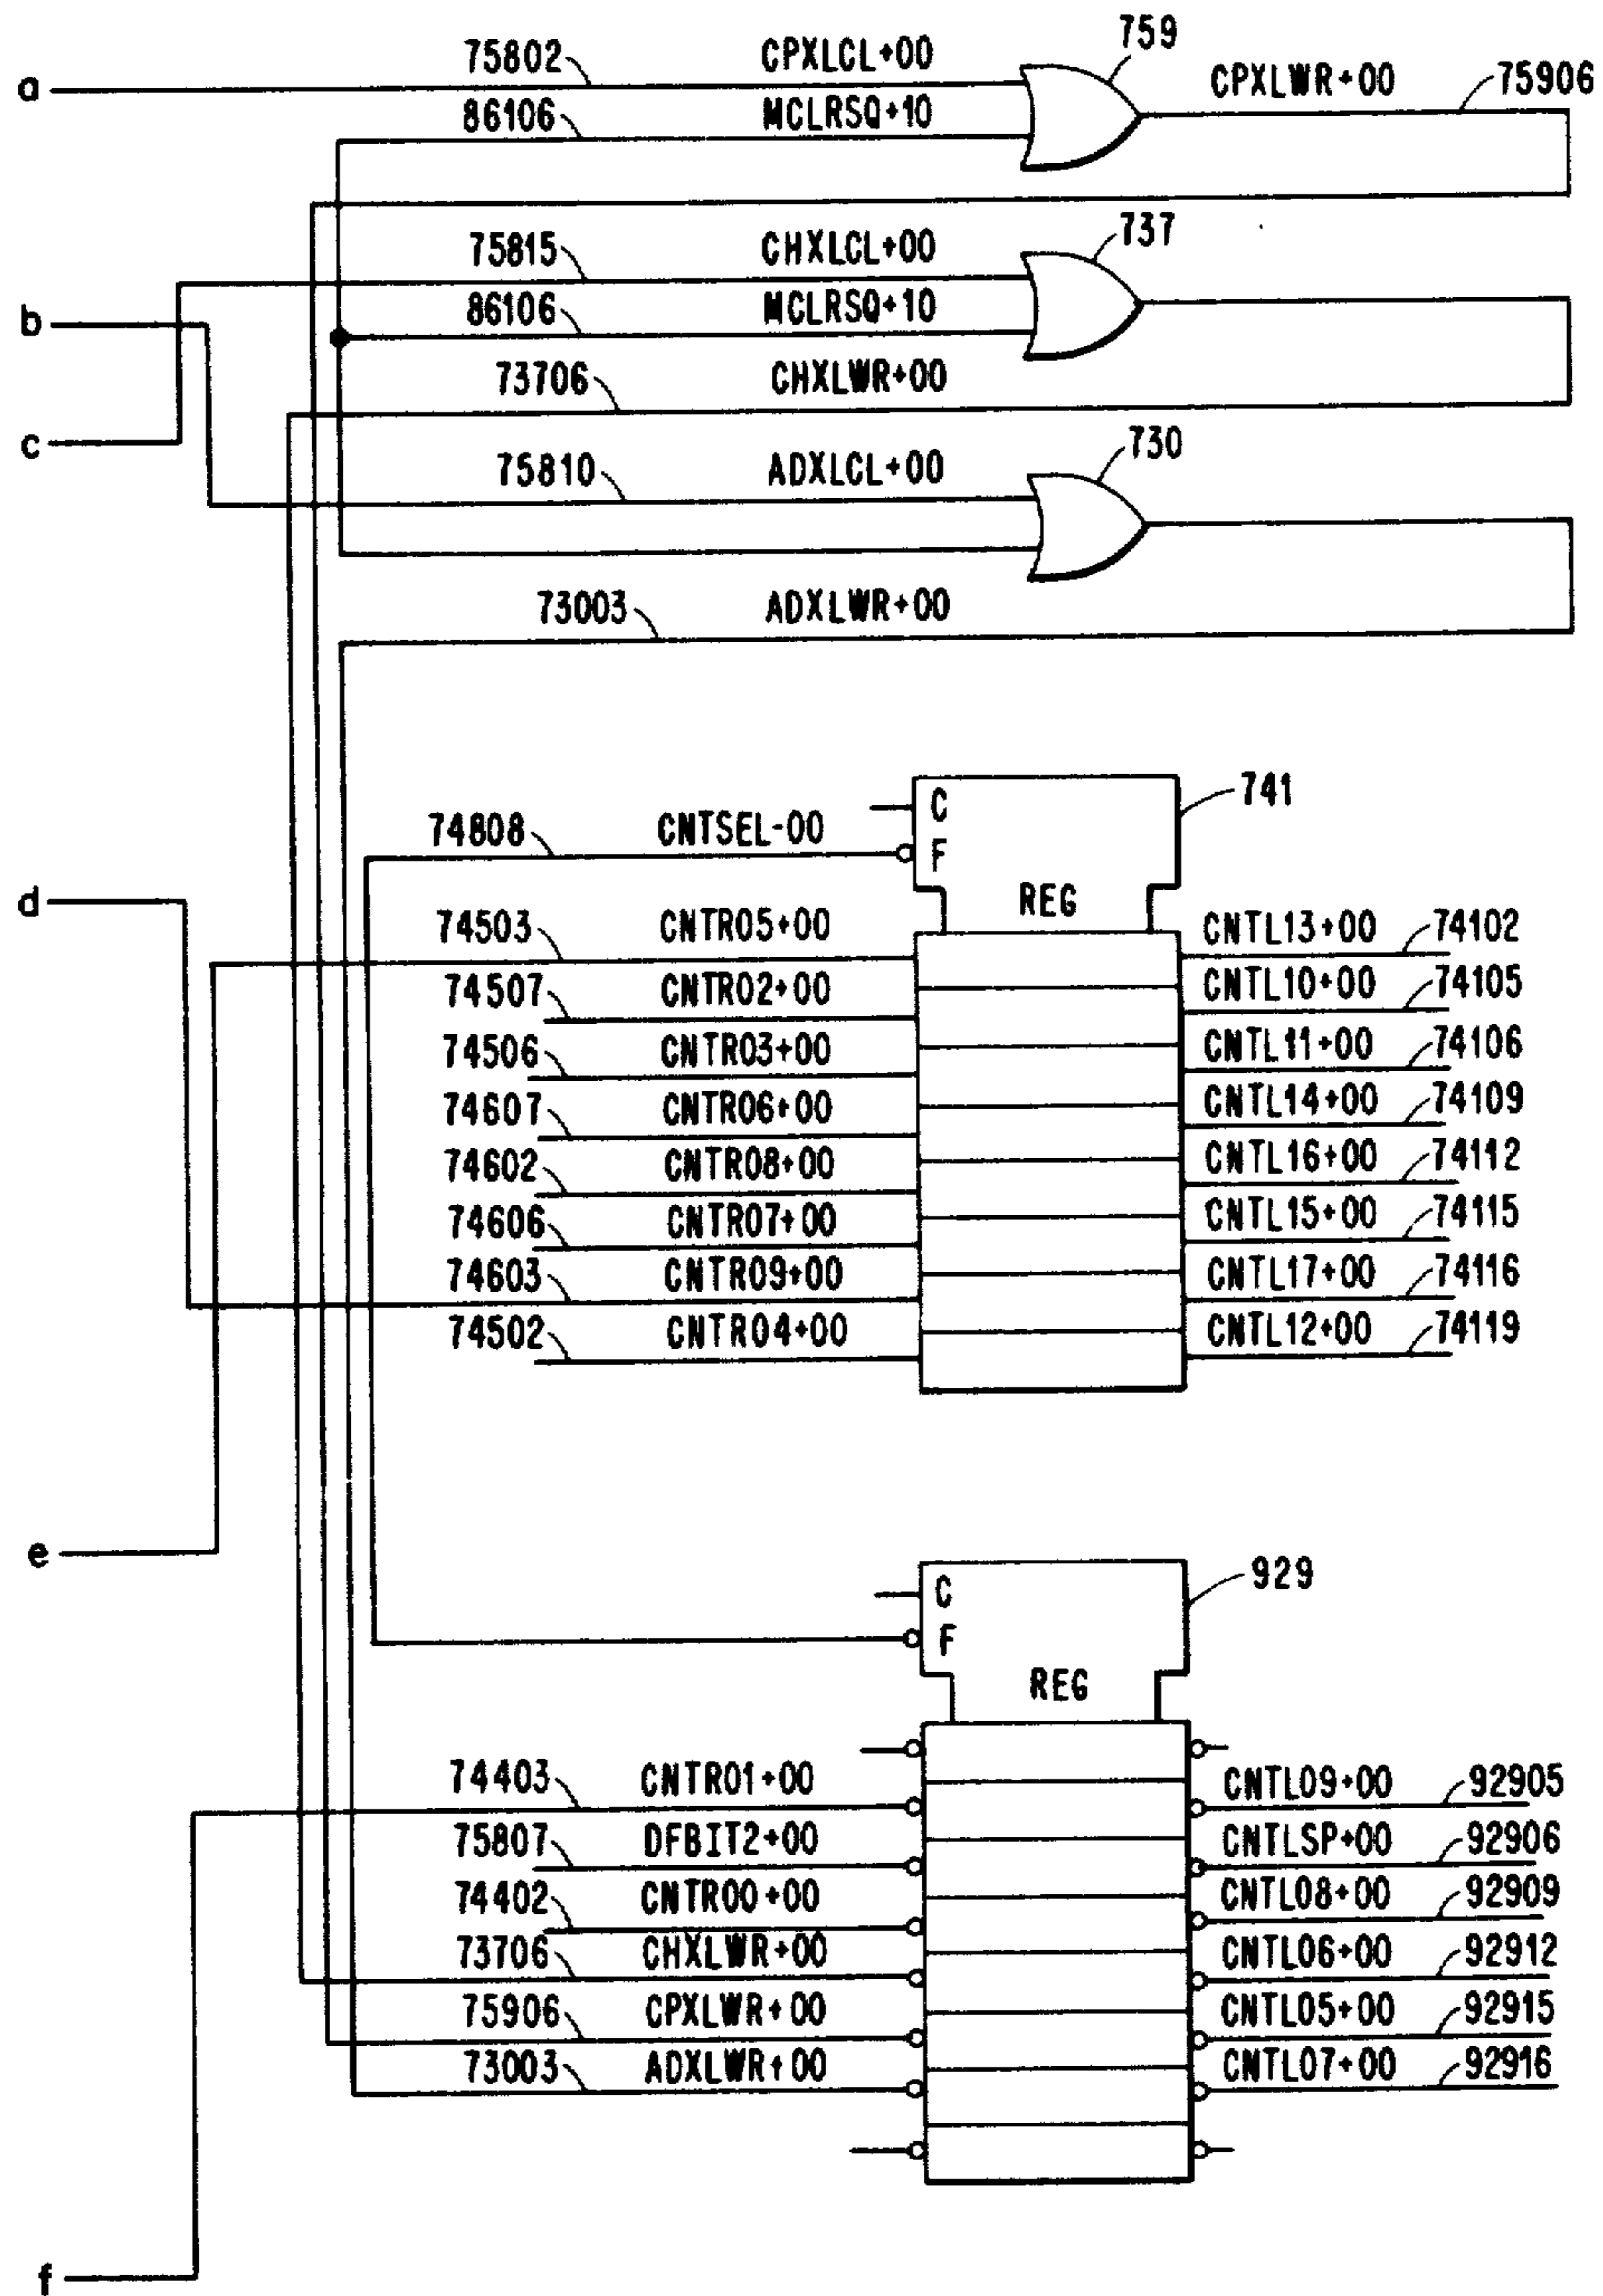 75802 CPXLCL+00 759 CPXLWR+00 75906
a
86106 MCLRSQ+10
75815 CHXLCL+00 737
b 86106 MCLRSQ+10
73706 CHXLWR+00
c
75810 ADXLCL+00 730
73003 ADXLWR+00
C 741
74808 CNTSEL-00 F
d REG
74503 CNTR05+00 CNTL13+00 74102
74507 CNTR02+00 CNTL10+00 74105
74506 CNTR03+00 CNTL11+00 74106
74607 CNTR06+00 CNTL14+00 74109
74602 CNTR08+00 CNTL16+00 74112
74606 CNTR07+00 CNTL15+00 74115
74603 CNTR09+00 CNTL17+00 74116
74502 CNTR04+00 CNTL12+00 74119
e
C 929
F
REG
74403 CNTR01+00 CNTL09+00 92905
75807 DFBIT2+00 CNTLSP+00 92906
74402 CNTR00+00 CNTL08+00 92909
73706 CHXLWR+00 CNTL06+00 92912
75906 CPXLWR+00 CNTL05+00 92915
73003 ADXLWR+00 CNTL07+00 92916
f